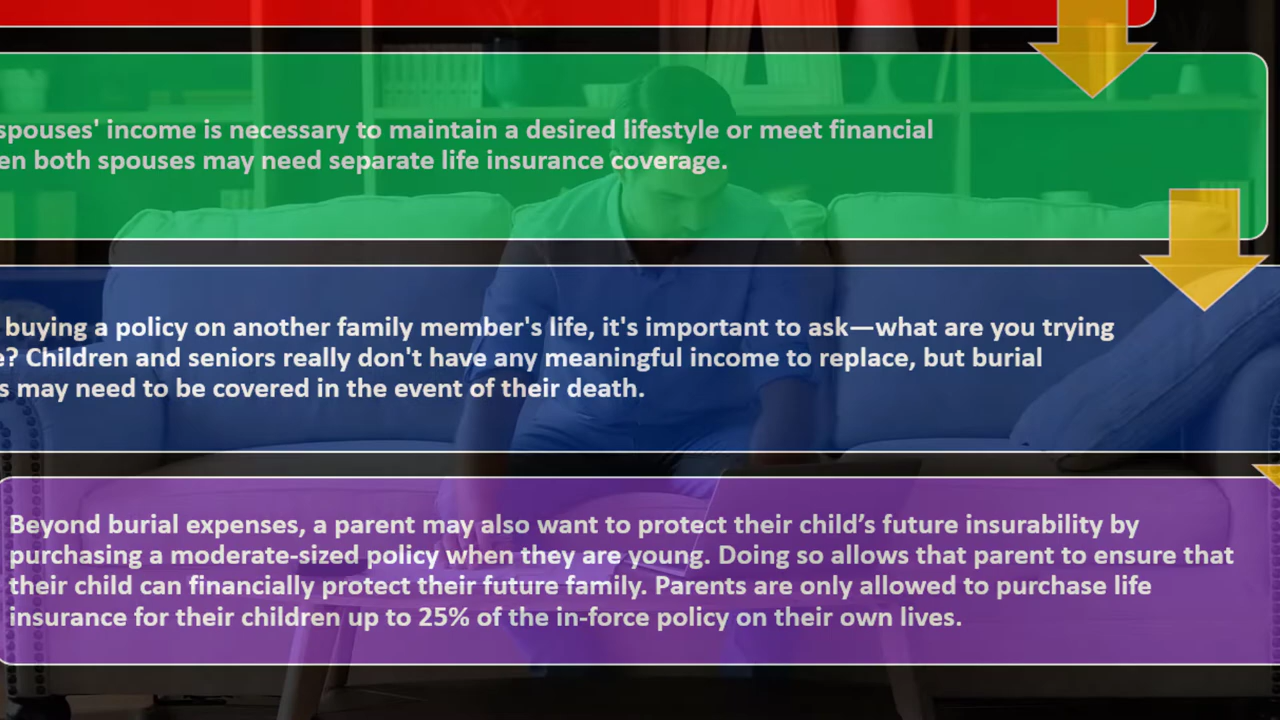 spouses' income is necessary to maintain a desired lifestyle or meet financial
en both spouses may need separate life insurance coverage.
buying a policy on another family member's life, it's important to ask—what are you trying
e? Children and seniors really don't have any meaningful income to replace, but burial
s may need to be covered in the event of their death.
Beyond burial expenses, a parent may also want to protect their child’s future insurability by
purchasing a moderate-sized policy when they are young. Doing so allows that parent to ensure that
their child can financially protect their future family. Parents are only allowed to purchase life
insurance for their children up to 25% of the in-force policy on their own lives.